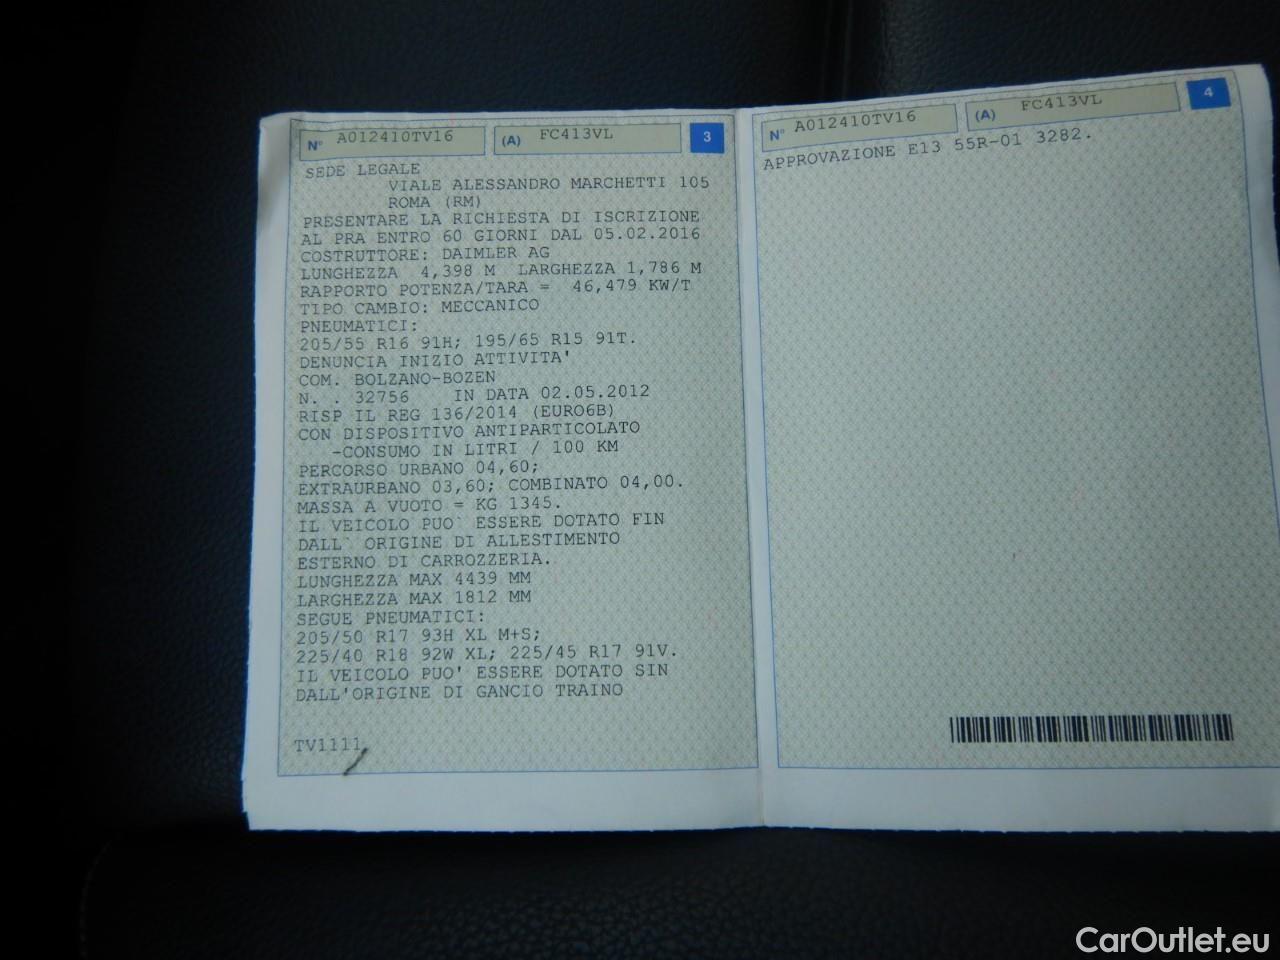 N° A012410TV16 (A) FC413VL 3
SEDE LEGALE
VIALE ALESSANDRO MARCHETTI 105
ROMA (RM)
PRESENTARE LA RICHIESTA DI ISCRIZIONE
AL PRA ENTRO 60 GIORNI DAL 05.02.2016
COSTRUTTORE: DAIMLER AG
LUNGHEZZA 4,398 M LARGHEZZA 1,786 M
RAPPORTO POTENZA/TARA = 46,479 KW/T
TIPO CAMBIO: MECCANICO
PNEUMATICI:
205/55 R16 91H; 195/65 R15 91T.
DENUNCIA INIZIO ATTIVITA'
COM. BOLZANO-BOZEN
N. . 32756 IN DATA 02.05.2012
RISP IL REG 136/2014 (EURO6B)
CON DISPOSITIVO ANTIPARTICOLATO
-CONSUMO IN LITRI / 100 KM
PERCORSO URBANO 04,60;
EXTRAURBANO 03,60; COMBINATO 04,00.
MASSA A VUOTO = KG 1345.
IL VEICOLO PUO` ESSERE DOTATO FIN
DALL` ORIGINE DI ALLESTIMENTO
ESTERNO DI CARROZZERIA.
LUNGHEZZA MAX 4439 MM
LARGHEZZA MAX 1812 MM
SEGUE PNEUMATICI:
205/50 R17 93H XL M+S;
225/40 R18 92W XL; 225/45 R17 91V.
IL VEICOLO PUO' ESSERE DOTATO SIN
DALL'ORIGINE DI GANCIO TRAINO
TV1111
N° A012410TV16 (A) FC413VL 4
APPROVAZIONE E13 55R-01 3282.
CarOutlet.eu